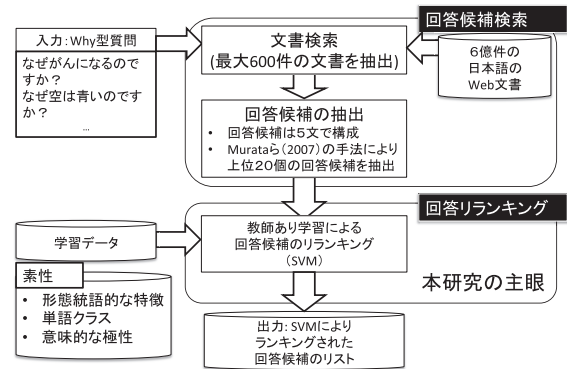 回答候補検索
入力：Why型質問
なぜがんになるので
すか？
なぜ空は青いのです
か？
…
文書検索
(最大600件の文書を抽出)
６億件の
日本語の
Web文書
回答候補の抽出
• 回答候補は５文で構成
• Murataら（2007）の手法により
上位２０個の回答候補を抽出
回答リランキング
学習データ
教師あり学習による
回答候補のリランキング
（SVM）
素性
• 形態統語的な特徴
• 単語クラス
• 意味的な極性
本研究の主眼
出力：SVMにより
ランキングされた
回答候補のリスト